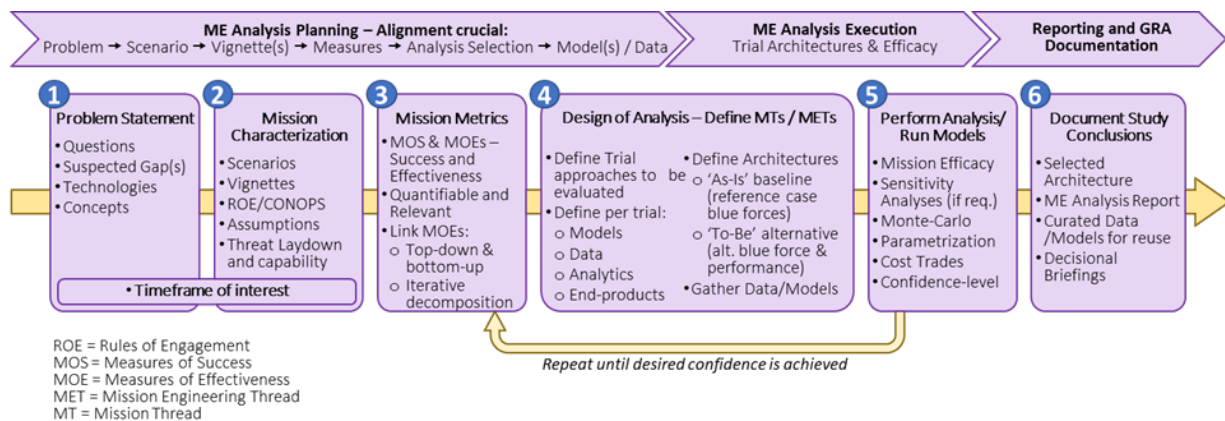 ME Analysis Planning – Alignment crucial:
Problem → Scenario → Vignette(s) → Measures → Analysis Selection → Model(s) / Data
ME Analysis Execution
Trial Architectures & Efficacy
Reporting and GRA
Documentation
1
Problem Statement
• Questions
• Suspected Gap(s)
• Technologies
• Concepts
2
Mission
Characterization
• Scenarios
• Vignettes
• ROE/CONOPS
• Assumptions
• Threat Laydown
and capability
• Timeframe of interest
3
Mission Metrics
• MOS & MOEs –
Success and
Effectiveness
• Quantifiable and
Relevant
• Link MOEs:
o Top-down &
bottom-up
o Iterative
decomposition
4
Design of Analysis – Define MTs / METs
• Define Trial
approaches to be
evaluated
• Define per trial:
o Models
o Data
o Analytics
o End-products
• Define Architectures
o 'As-Is' baseline
(reference case
blue forces)
o 'To-Be' alternative
(alt. blue force &
performance)
• Gather Data/Models
5
Perform Analysis/
Run Models
• Mission Efficacy
• Sensitivity
Analyses (if req.)
• Monte-Carlo
• Parametrization
• Cost Trades
• Confidence-level
6
Document Study
Conclusions
• Selected
Architecture
• ME Analysis Report
• Curated Data
/Models for reuse
• Decisional
Briefings
Repeat until desired confidence is achieved
ROE = Rules of Engagement
MOS = Measures of Success
MOE = Measures of Effectiveness
MET = Mission Engineering Thread
MT = Mission Thread